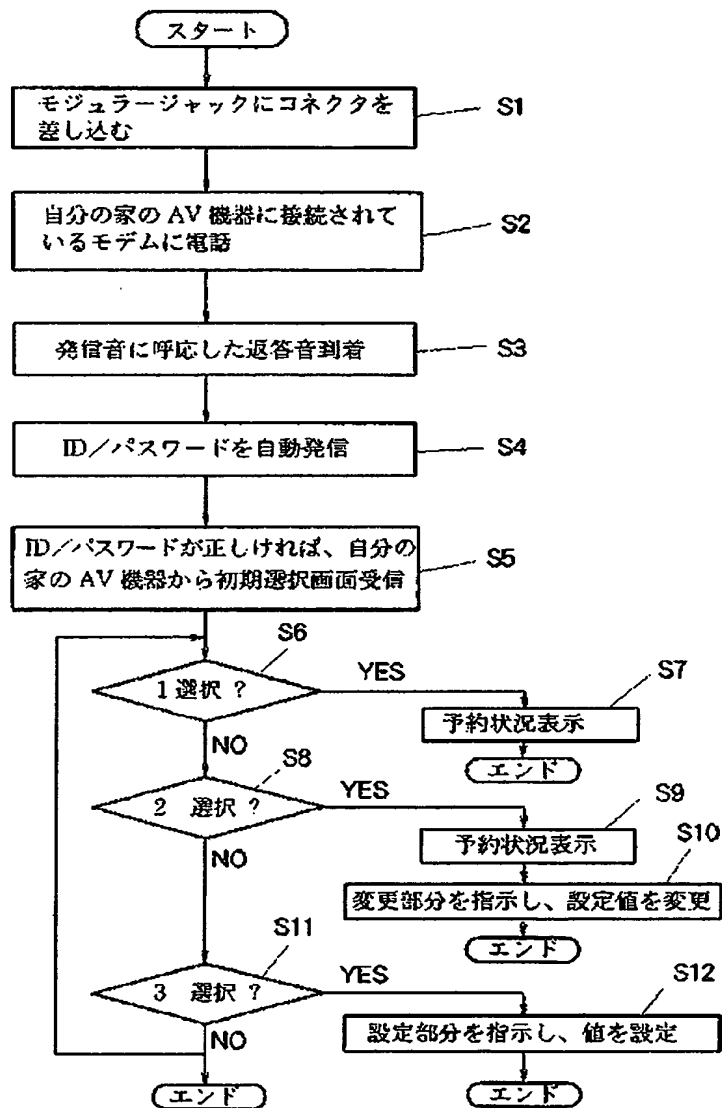 スタート
モジュラージャックにコネクタを
差し込む
S1
自分の家の AV 機器に接続されて
いるモデムに電話
S2
発信音に呼応した返答音到着
S3
ID/パスワードを自動発信
S4
ID/パスワードが正しければ、自分の
家の AV 機器から初期選択画面受信
S5
S6
1 選択 ?
YES
S7
予約状況表示
エンド
NO
S8
2 選択 ?
YES
S9
予約状況表示
S10
変更部分を指示し、設定値を変更
エンド
NO
S11
3 選択 ?
YES
S12
設定部分を指示し、値を設定
NO
エンド
エンド